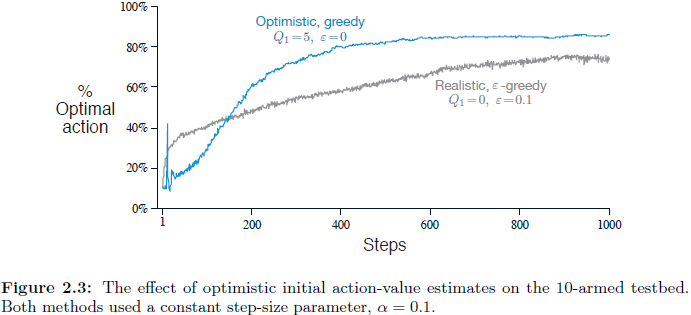 100%
80%
60%
40%
20%
0%
%
Optimal
action
Optimistic, greedy
Q₁=5, ε=0
Realistic, ε-greedy
Q₁=0, ε=0.1
1
200
400
600
800
1000
Steps
Figure 2.3: The effect of optimistic initial action-value estimates on the 10-armed testbed.
Both methods used a constant step-size parameter, α = 0.1.